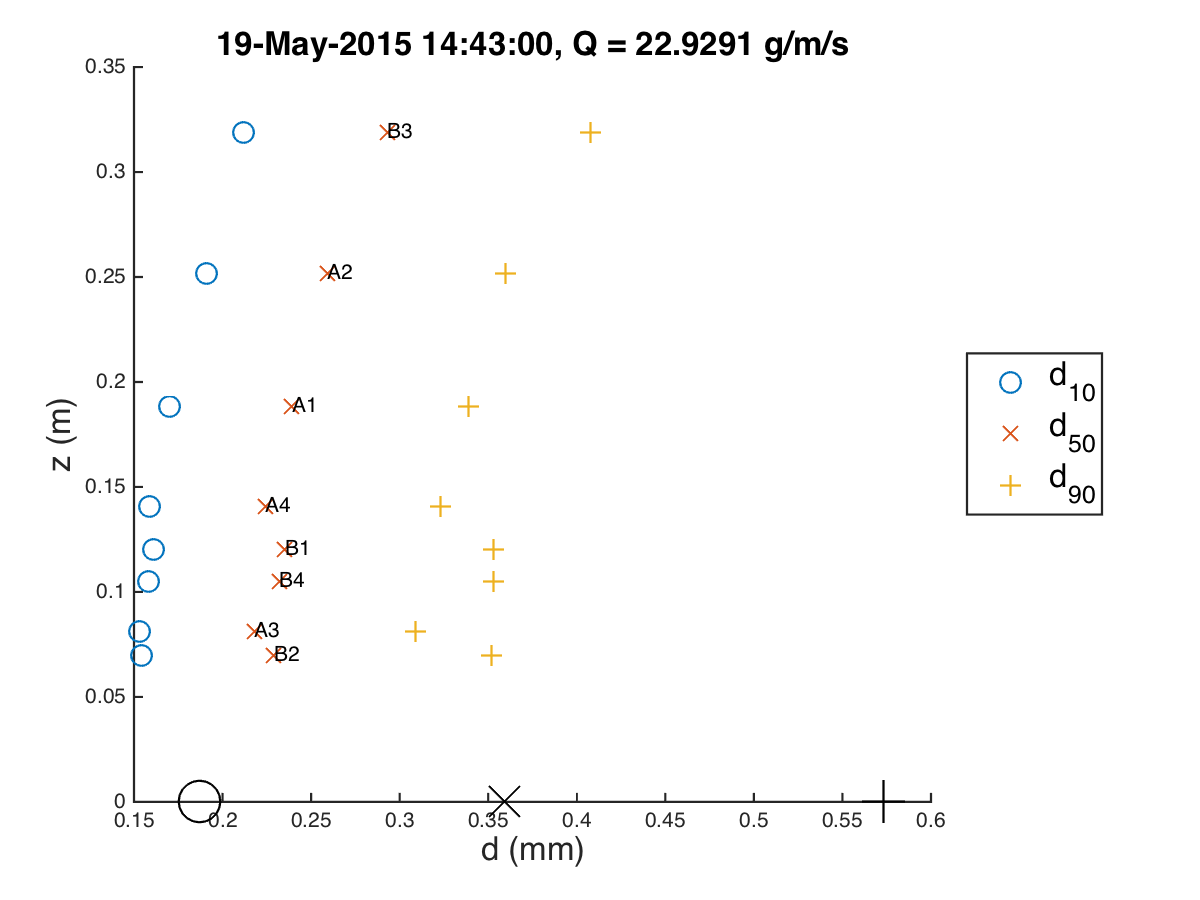 19-May-2015 14:43:00, Q = 22.9291 g/m/s
0.35
0.3
0.25
0.2
0.15
0.1
0.05
0
z (m)
B3
A2
A1
A4
B1
B4
A3
B2
0.15 0.2 0.25 0.3 0.35 0.4 0.45 0.5 0.55 0.6
d (mm)
d10
d50
d90